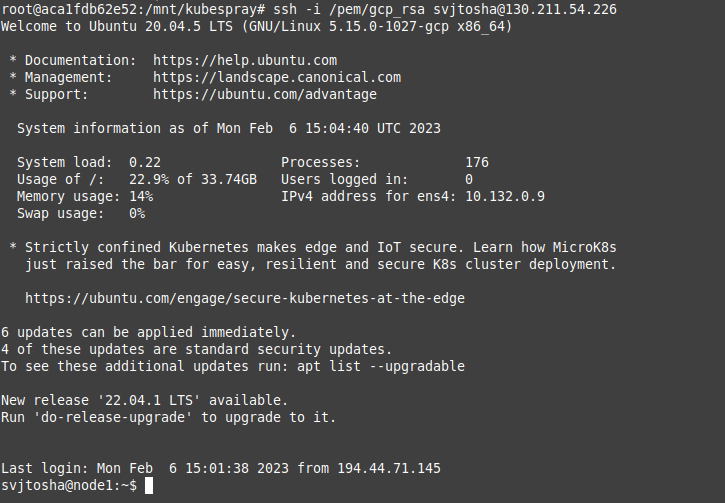 root@aca1fdb62e52:/mnt/kubespray# ssh -i /pem/gcp_rsa svjtosha@130.211.54.226
Welcome to Ubuntu 20.04.5 LTS (GNU/Linux 5.15.0-1027-gcp x86_64)
* Documentation:  https://help.ubuntu.com
* Management:     https://landscape.canonical.com
* Support:        https://ubuntu.com/advantage
System information as of Mon Feb  6 15:04:40 UTC 2023
System load:  0.22               Processes:             176
Usage of /:   22.9% of 33.74GB   Users logged in:       0
Memory usage: 14%                IPv4 address for ens4: 10.132.0.9
Swap usage:   0%
* Strictly confined Kubernetes makes edge and IoT secure. Learn how MicroK8s
just raised the bar for easy, resilient and secure K8s cluster deployment.
https://ubuntu.com/engage/secure-kubernetes-at-the-edge
6 updates can be applied immediately.
4 of these updates are standard security updates.
To see these additional updates run: apt list --upgradable
New release '22.04.1 LTS' available.
Run 'do-release-upgrade' to upgrade to it.
Last login: Mon Feb  6 15:01:38 2023 from 194.44.71.145
svjtosha@node1:~$